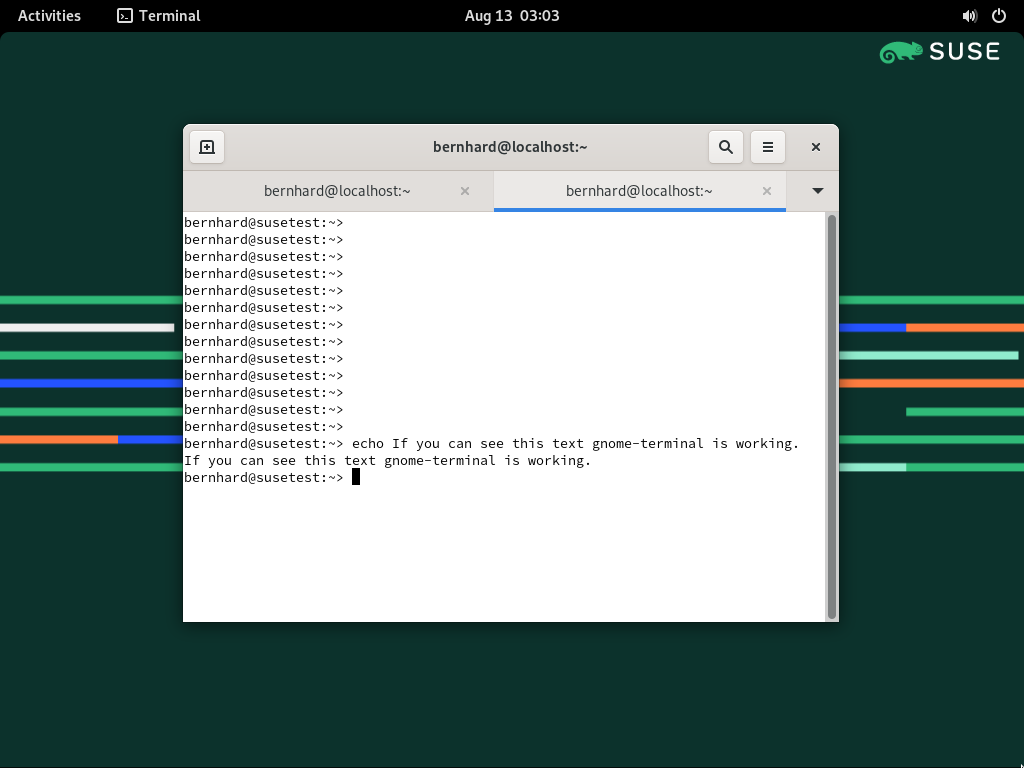 Activities Terminal Aug 13 03:03
SUSE
bernhard@localhost:~
bernhard@localhost:~ bernhard@localhost:~
bernhard@susetest:~>
bernhard@susetest:~>
bernhard@susetest:~>
bernhard@susetest:~>
bernhard@susetest:~>
bernhard@susetest:~>
bernhard@susetest:~>
bernhard@susetest:~>
bernhard@susetest:~>
bernhard@susetest:~>
bernhard@susetest:~>
bernhard@susetest:~>
bernhard@susetest:~>
bernhard@susetest:~> echo If you can see this text gnome-terminal is working.
If you can see this text gnome-terminal is working.
bernhard@susetest:~>